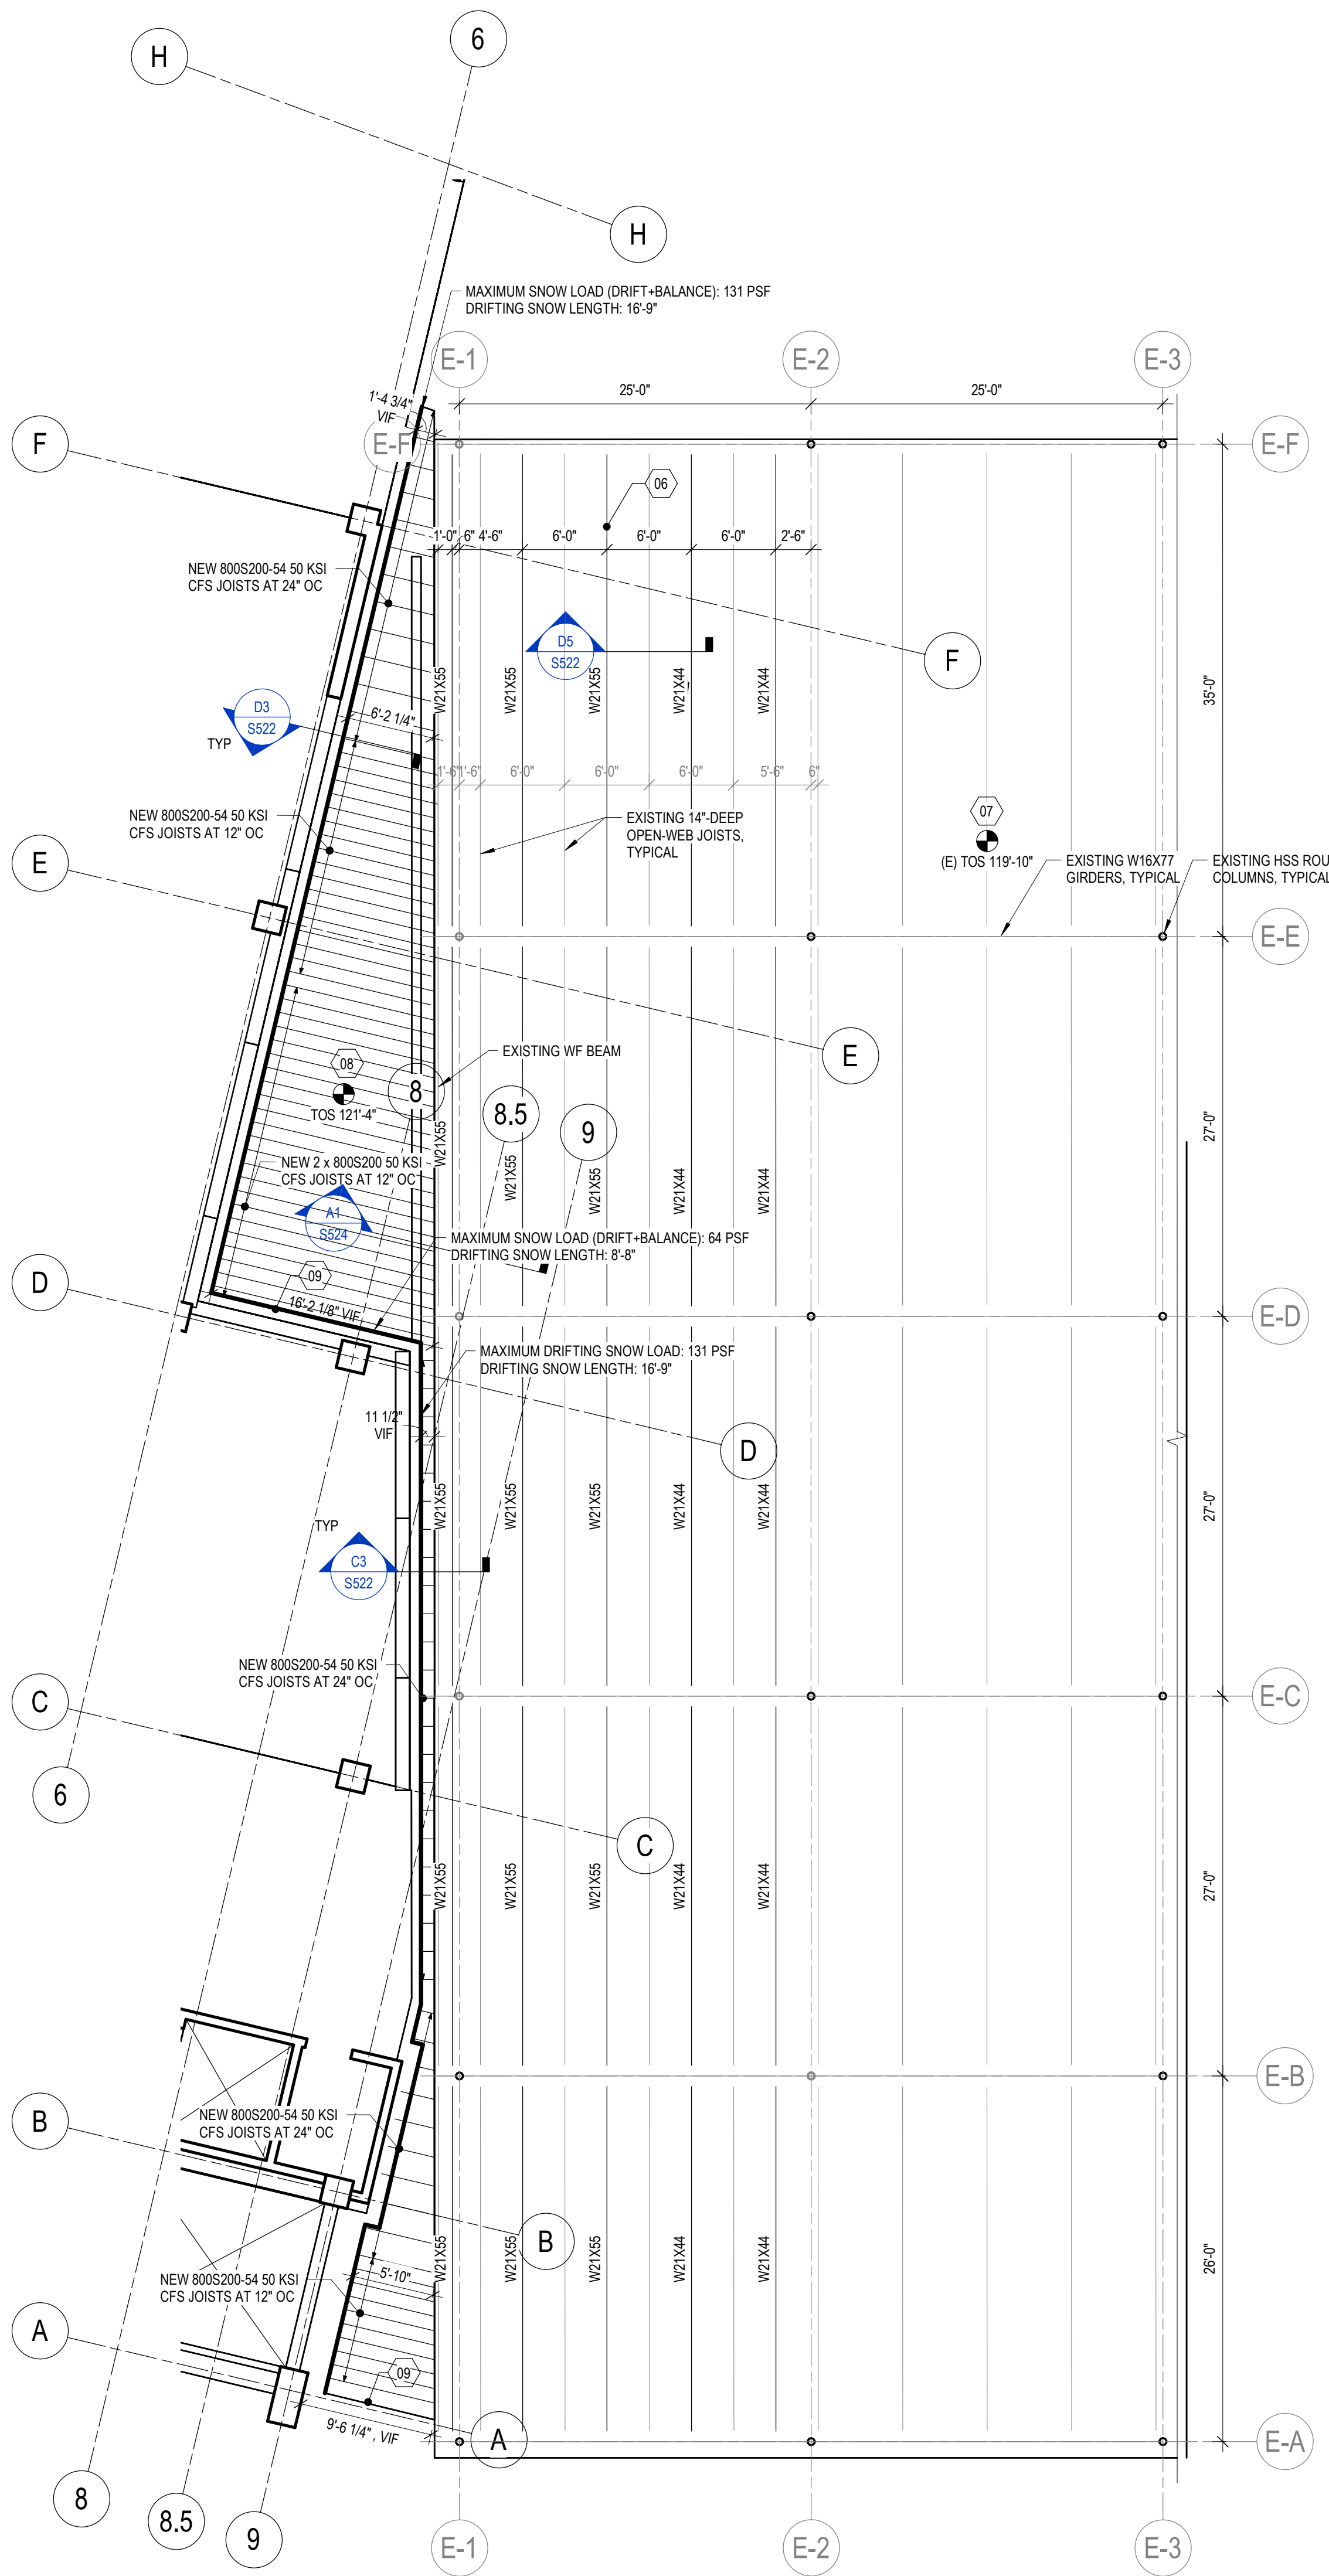 6
H
H
MAXIMUM SNOW LOAD (DRIFT+BALANCE): 131 PSF
DRIFTING SNOW LENGTH: 16'-9"
E-1
E-2
E-3
25'-0"
25'-0"
1'-4 3/4"
VIF
F
E-F
E-F
06
1'-0"
6"
4'-6"
6'-0"
6'-0"
6'-0"
2'-6"
NEW 800S200-54 50 KSI
CFS JOISTS AT 24" OC
D5
S522
F
W21X55
W21X55
W21X55
W21X44
W21X44
35'-0"
D3
S522
TYP
6'-2 1/4"
1'-6"
1'-6"
6'-0"
6'-0"
6'-0"
5'-6"
6"
NEW 800S200-54 50 KSI
CFS JOISTS AT 12" OC
EXISTING 14"-DEEP
OPEN-WEB JOISTS,
TYPICAL
07
(E) TOS 119'-10"
EXISTING W16X77
GIRDERS, TYPICAL
EXISTING HSS ROU
COLUMNS, TYPICAL
E
E-E
EXISTING WF BEAM
E
08
TOS 121'-4"
8
8.5
9
27'-0"
W21X55
W21X55
W21X55
W21X44
W21X44
NEW 2 x 800S200 50 KSI
CFS JOISTS AT 12" OC
A1
S524
MAXIMUM SNOW LOAD (DRIFT+BALANCE): 64 PSF
DRIFTING SNOW LENGTH: 8'-8"
D
09
16'-2 1/8" VIF
E-D
MAXIMUM DRIFTING SNOW LOAD: 131 PSF
DRIFTING SNOW LENGTH: 16'-9"
11 1/2"
VIF
D
W21X55
W21X55
W21X55
W21X44
W21X44
27'-0"
TYP
C3
S522
NEW 800S200-54 50 KSI
CFS JOISTS AT 24" OC
C
E-C
6
C
W21X55
W21X55
W21X55
W21X44
W21X44
27'-0"
E-B
B
NEW 800S200-54 50 KSI
CFS JOISTS AT 24" OC
B
W21X55
W21X55
W21X55
W21X44
W21X44
26'-0"
NEW 800S200-54 50 KSI
CFS JOISTS AT 12" OC
5'-10"
A
09
9'-6 1/4", VIF
A
E-A
8
8.5
9
E-1
E-2
E-3